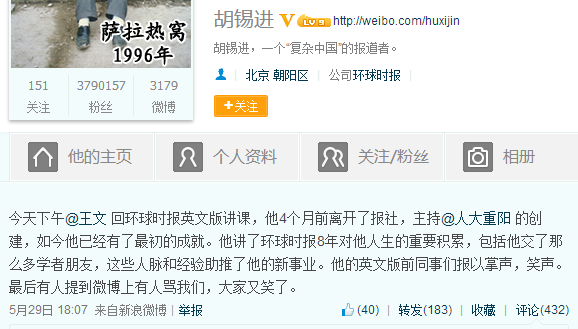 萨拉热窝
1996年
胡锡进 V LV 9 http://weibo.com/huxijin
胡锡进，一个“复杂中国”的报道者。
北京 朝阳区 | 公司环球时报
151 | 3790157 | 3179
关注 | 粉丝 | 微博
+关注
他的主页 个人资料 关注/粉丝 相册
今天下午@王文 回环球时报英文版讲课，他4个月前离开了报社，主持@人大重阳 的创
建，如今他已经有了最初的成就。他讲了环球时报8年对他人生的重要积累，包括他交了那
么多学者朋友，这些人脉和经验助推了他的新事业。他的英文版前同事们报以掌声，笑声。
最后有人提到微博上有人骂我们，大家又笑了。
5月29日 18:07 来自新浪微博 | 举报 (40) | 转发(183) | 收藏 | 评论(432)